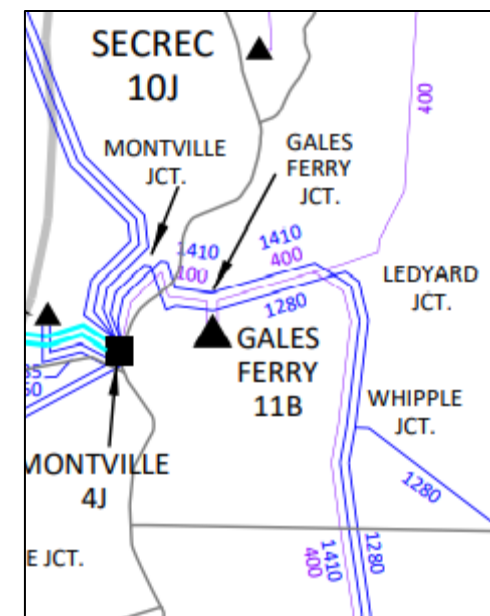 SECREC
10J
400
MONTVILLE
JCT.
GALES
FERRY
JCT.
1410
100
1410
400
1280
LEDYARD
JCT.
GALES
FERRY
11B
WHIPPLE
JCT.
1280
MONTVILLE
4J
E JCT.
400
1410
1280